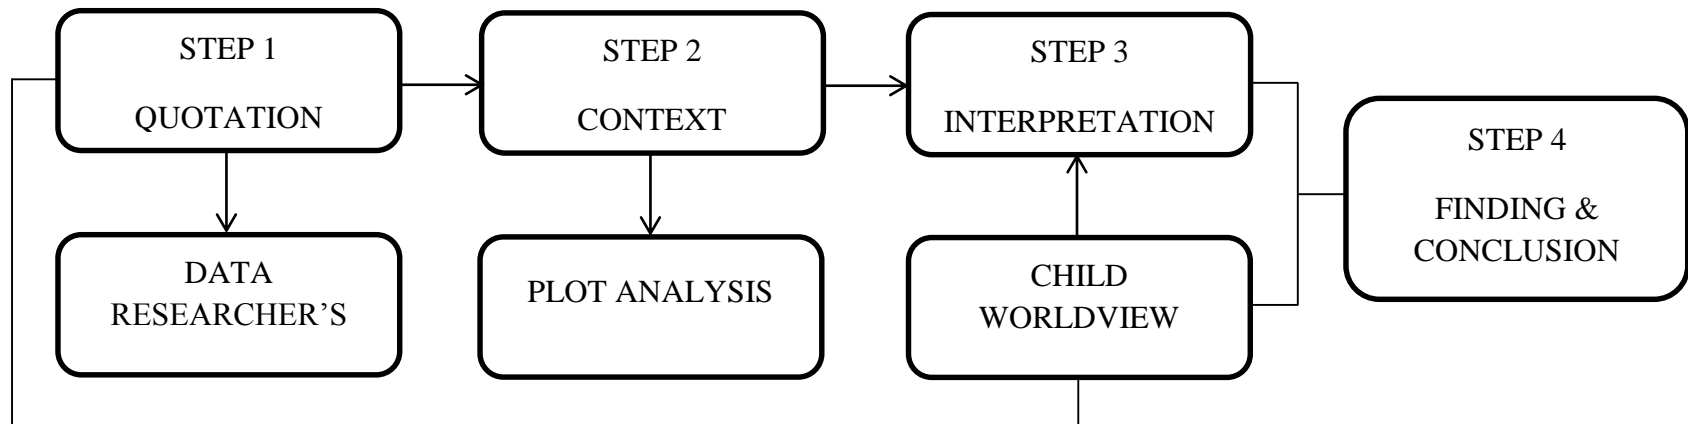 STEP 1
QUOTATION
STEP 2
CONTEXT
STEP 3
INTERPRETATION
STEP 4
FINDING &
CONCLUSION
DATA
RESEARCHER’S
PLOT ANALYSIS
CHILD
WORLDVIEW